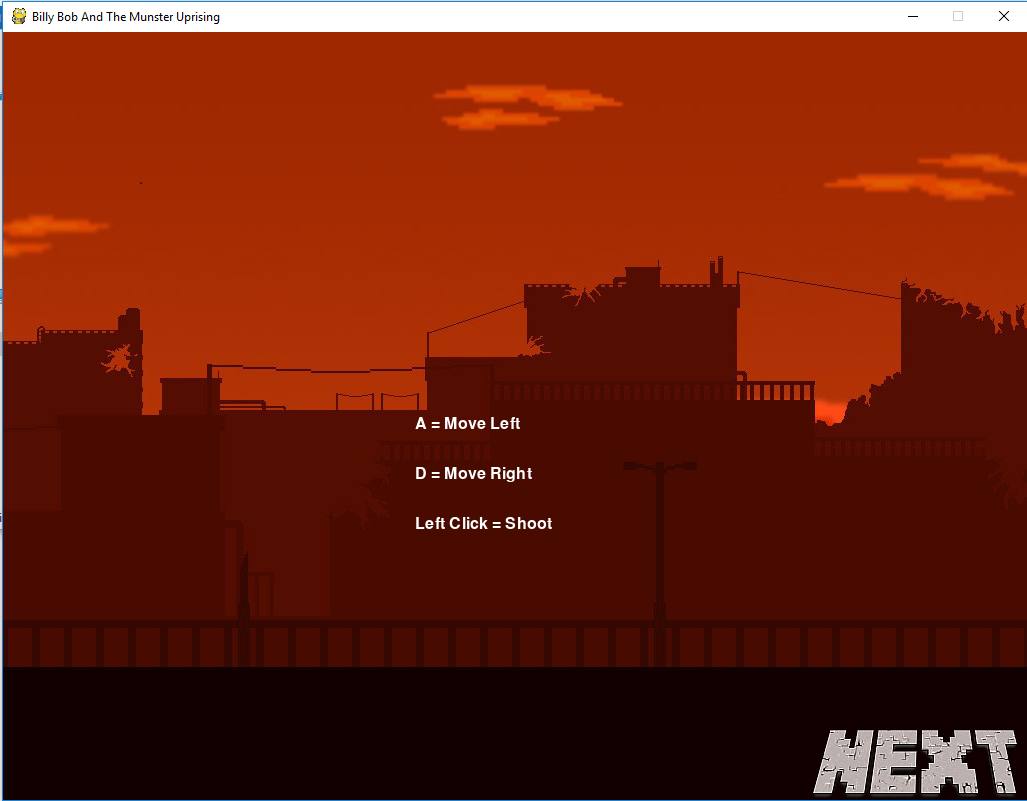 Billy Bob And The Munster Uprising
A = Move Left
D = Move Right
Left Click = Shoot
NEXT